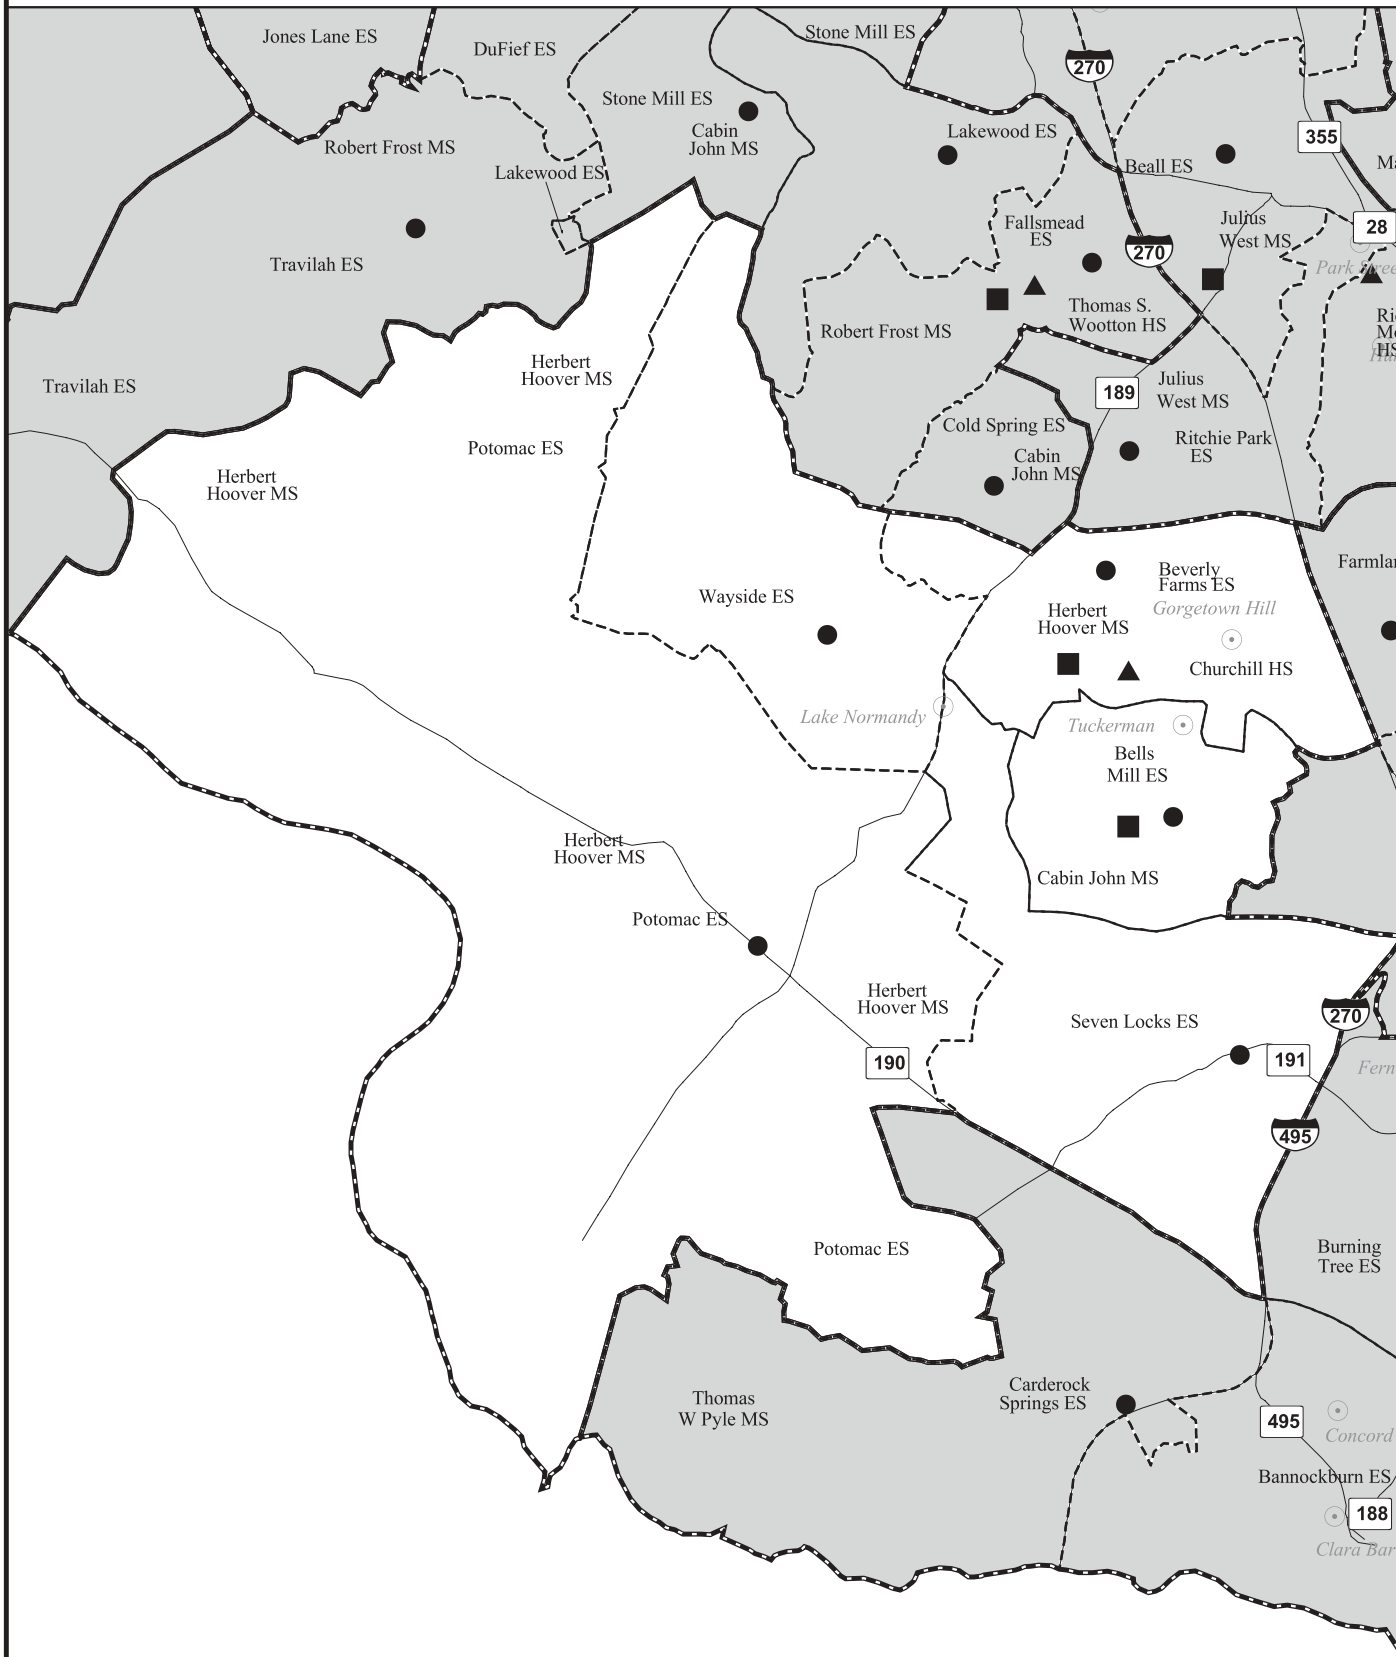 Jones Lane ES
DuFief ES
Stone Mill ES
270
Stone Mill ES
Cabin
John MS
Robert Frost MS
Lakewood ES
Lakewood ES
355
Beall ES
Travilah ES
Fallsmead
ES
Julius
West MS
28
270
Thomas S.
Wootton HS
Robert Frost MS
Herbert
Hoover MS
Travilah ES
189
Julius
West MS
Cold Spring ES
Ritchie Park
ES
Cabin
John MS
Potomac ES
Herbert
Hoover MS
Wayside ES
Beverly
Farms ES
Gorgetown Hill
Herbert
Hoover MS
Churchill HS
Lake Normandy
Tuckerman
Bells
Mill ES
Cabin John MS
Herbert
Hoover MS
Potomac ES
Herbert
Hoover MS
Seven Locks ES
270
190
191
Fern
495
Potomac ES
Burning
Tree ES
Thomas
W Pyle MS
Carderock
Springs ES
495
Concord
Bannockburn ES
188
Clara Bar